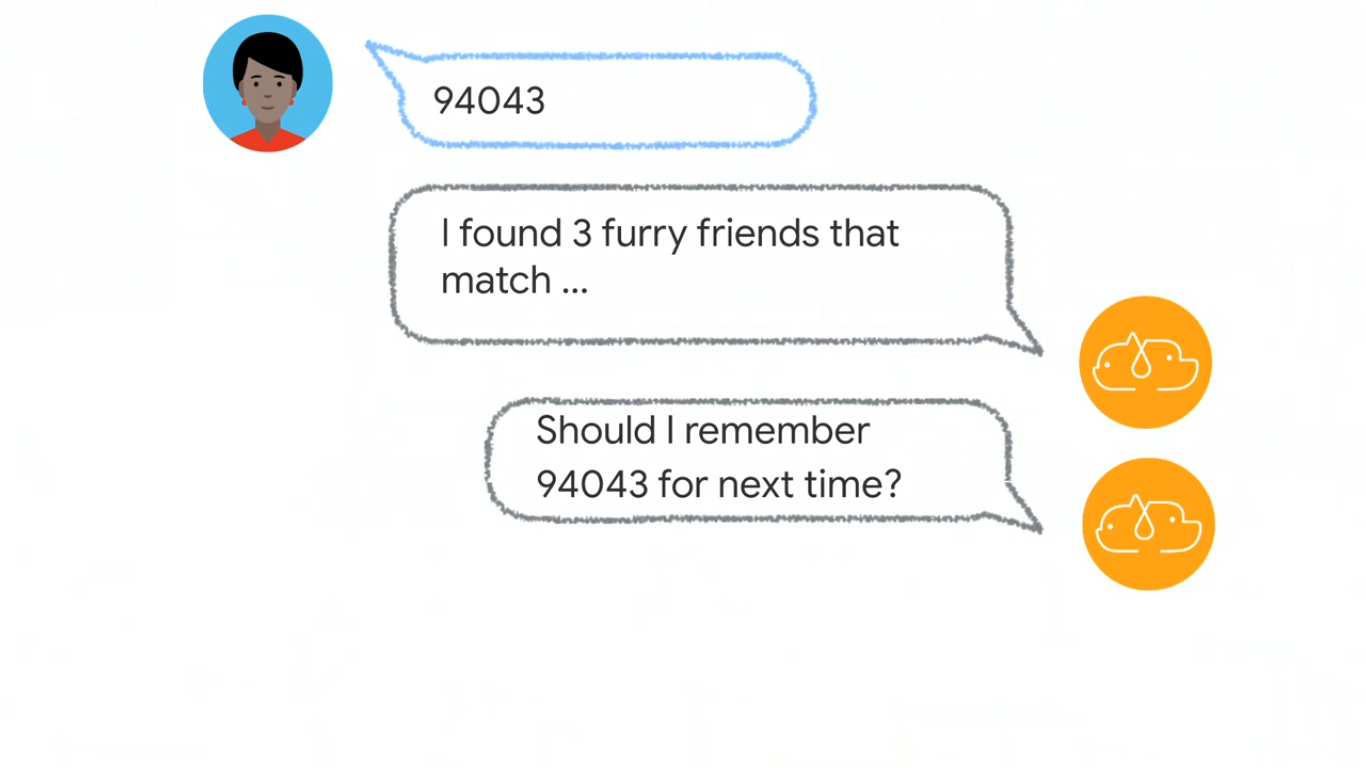 94043
I found 3 furry friends that
match ...
Should I remember
94043 for next time?